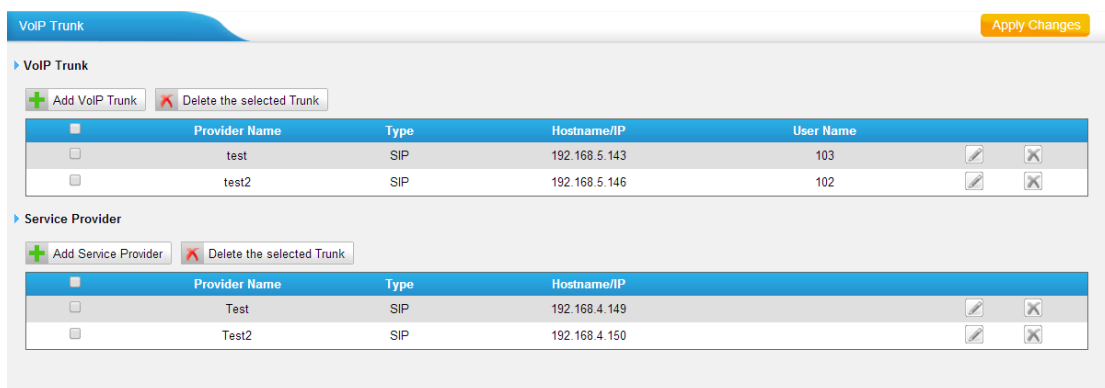 VoIP Trunk
Apply Changes
VoIP Trunk
Add VoIP Trunk Delete the selected Trunk
Provider Name Type Hostname/IP User Name
test SIP 192.168.5.143 103
test2 SIP 192.168.5.146 102
Service Provider
Add Service Provider Delete the selected Trunk
Provider Name Type Hostname/IP
Test SIP 192.168.4.149
Test2 SIP 192.168.4.150